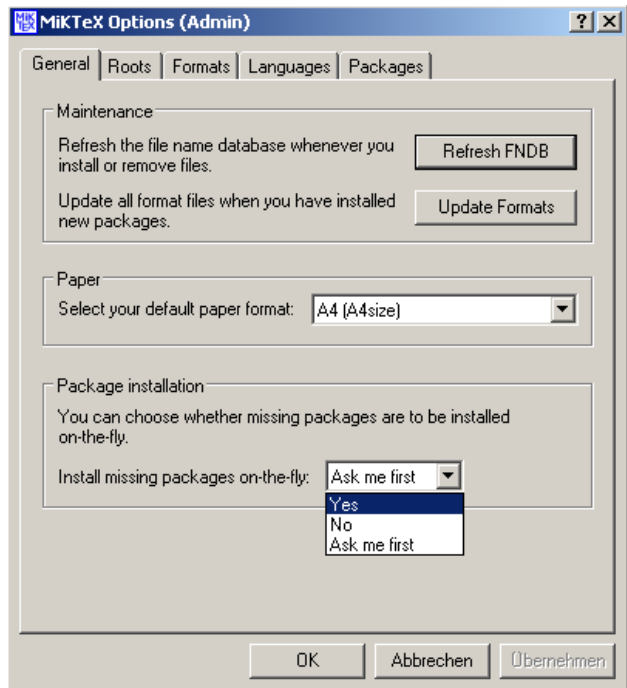 MiKTeX Options (Admin)
General Roots Formats Languages Packages
Maintenance
Refresh the file name database whenever you
install or remove files.
Refresh FNDB
Update all format files when you have installed
new packages.
Update Formats
Paper
Select your default paper format: A4 (A4size)
Package installation
You can choose whether missing packages are to be installed
on-the-fly.
Install missing packages on-the-fly: Ask me first
Yes
No
Ask me first
OK Abbrechen Übernehmen